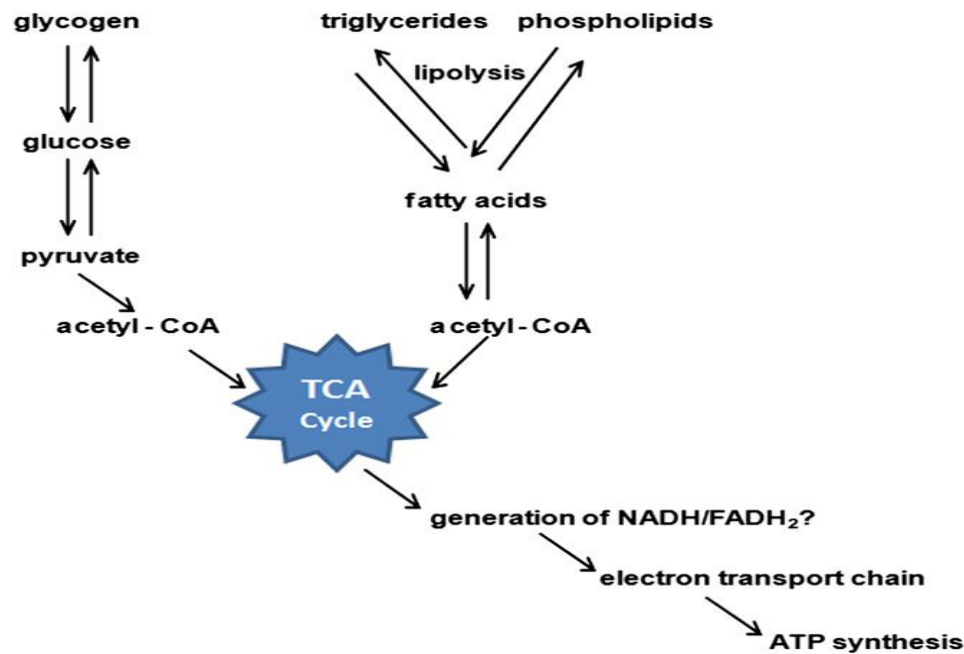 glycogen
triglycerides phospholipids
lipolysis
glucose
fatty acids
pyruvate
acetyl - CoA
acetyl-CoA
TCA
Cycle
generation of NADH/FADH₂?
electron transport chain
ATP synthesis